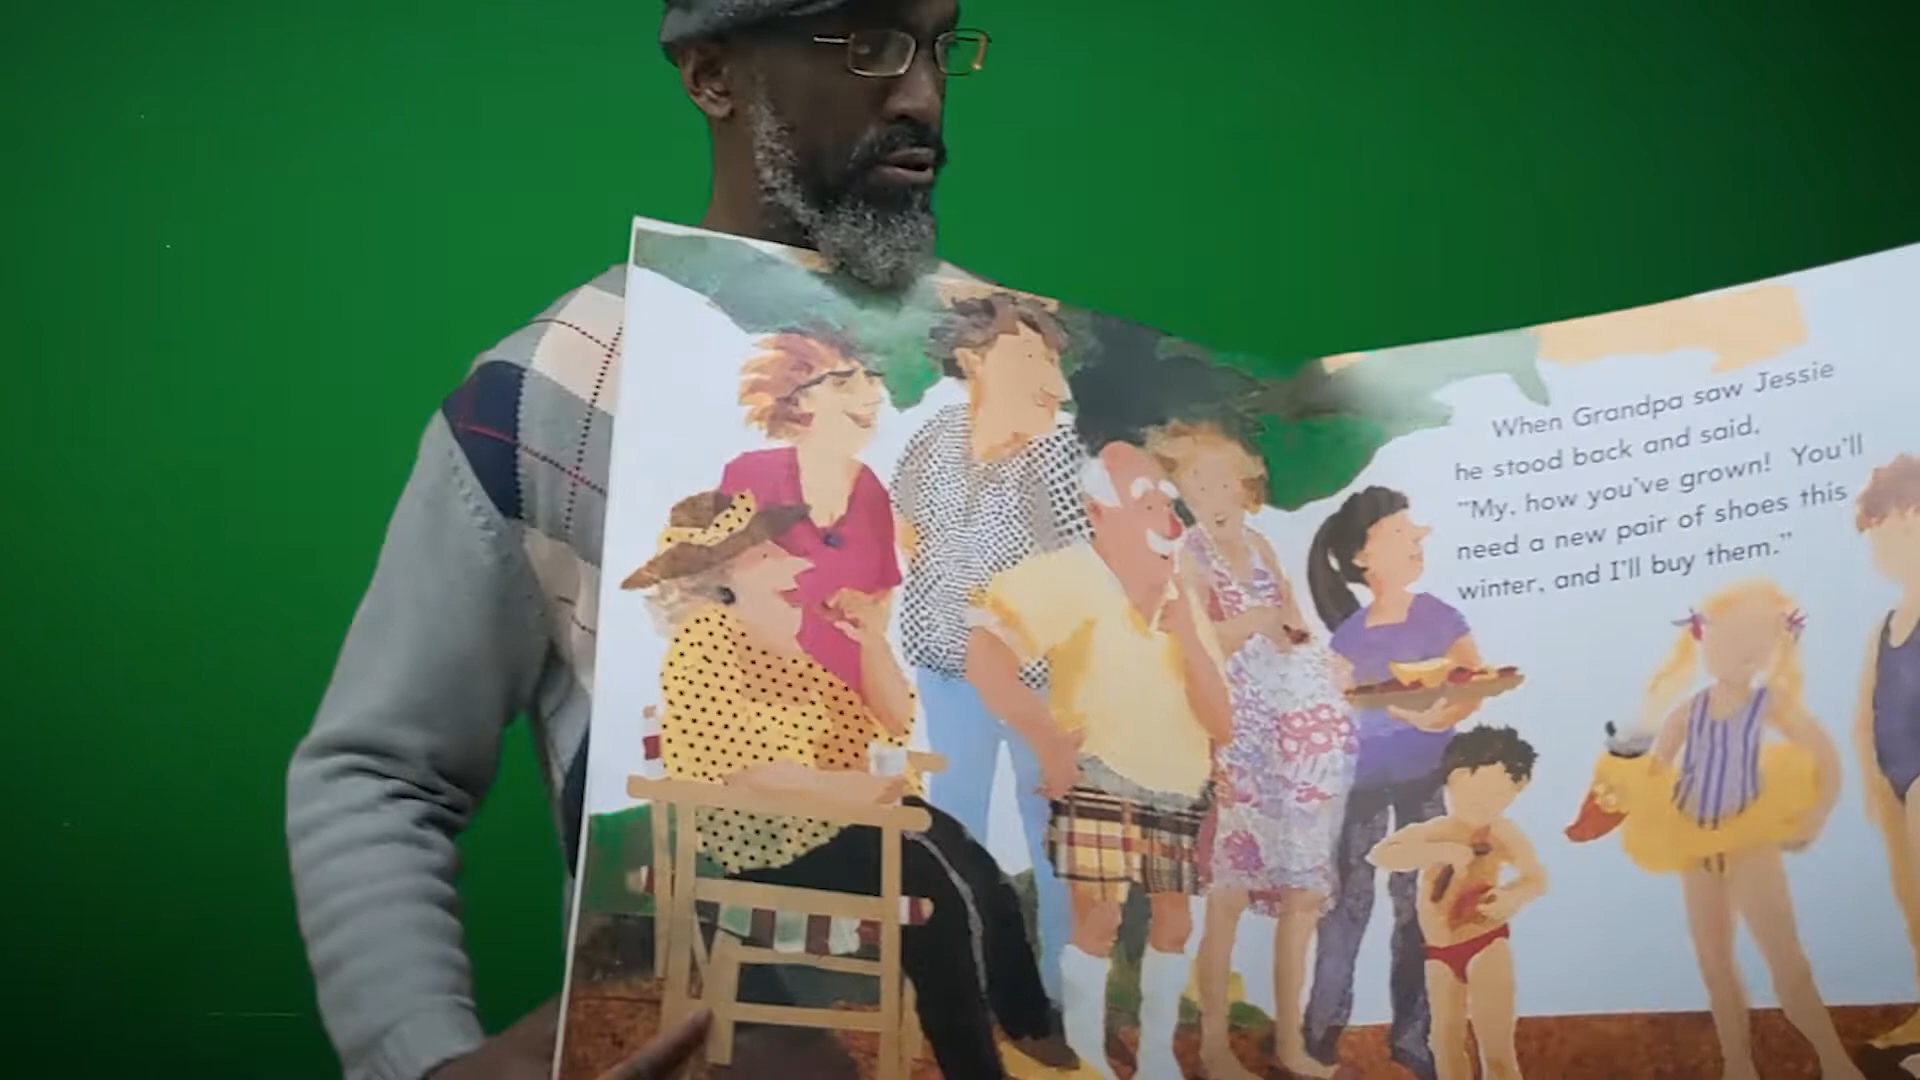 When Grandpa saw Jessie
he stood back and said,
"My, how you've grown! You'll
need a new pair of shoes this
winter, and I'll buy them."